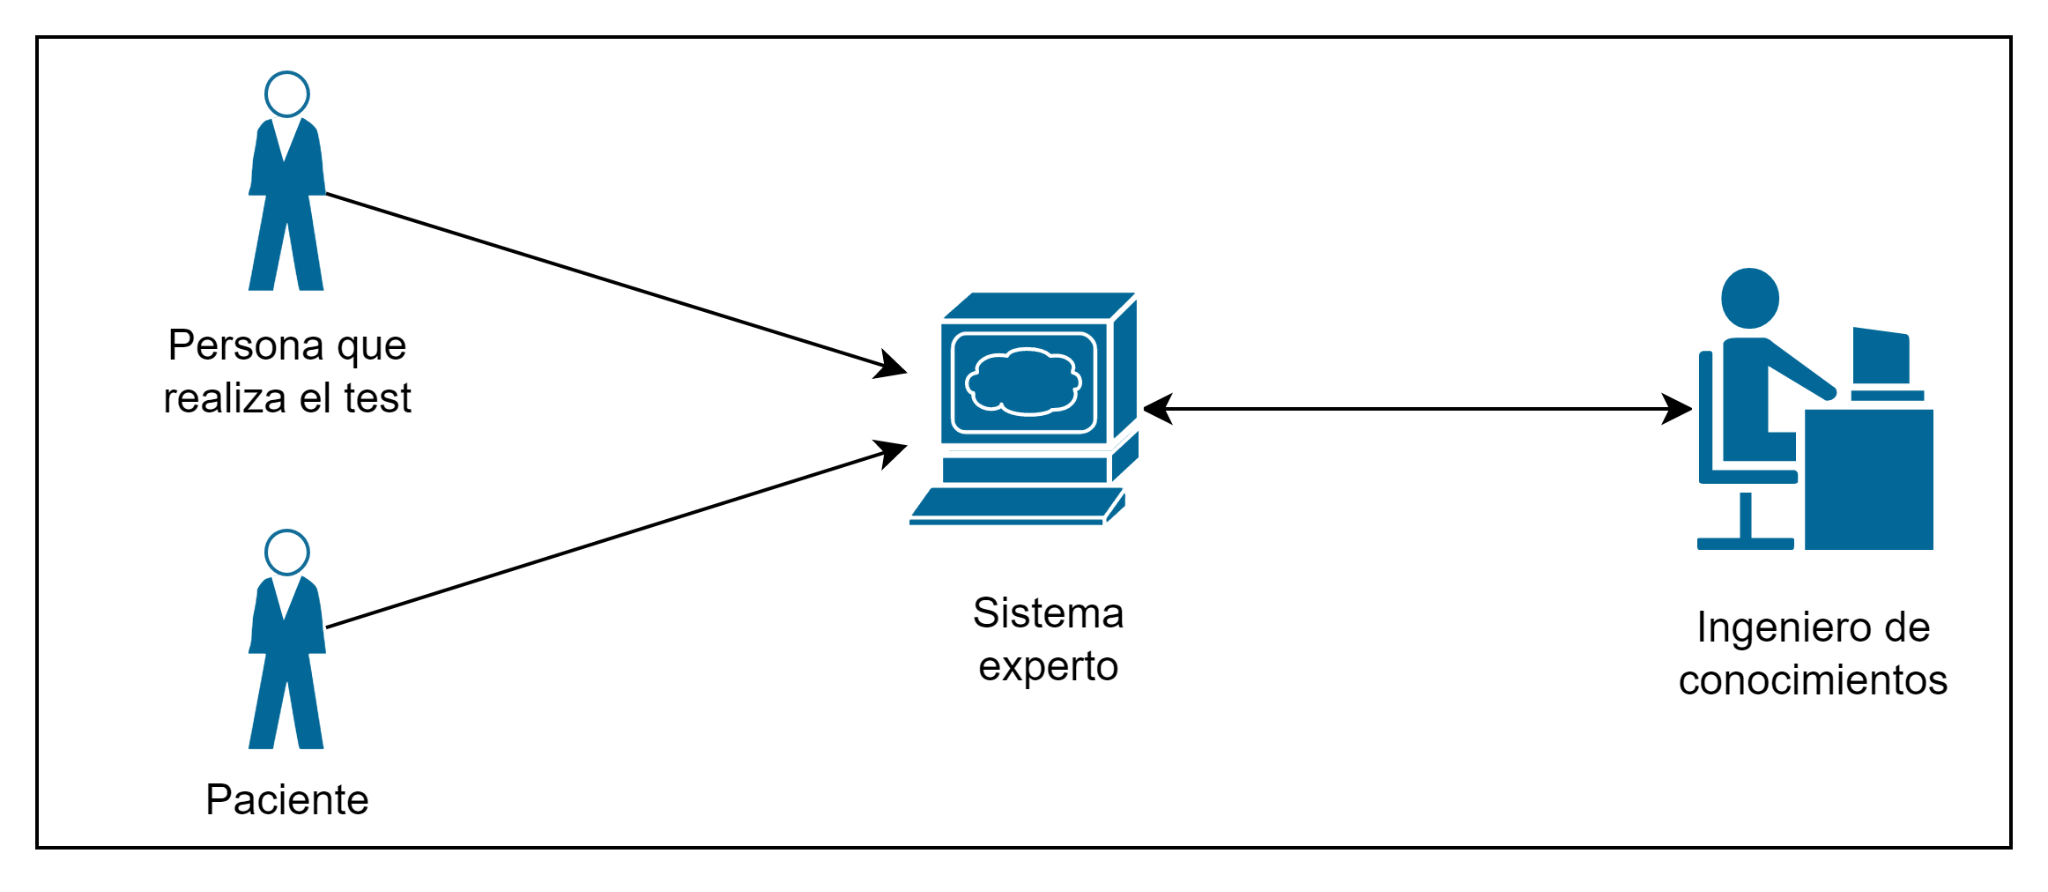 Persona que
realiza el test
Paciente
Sistema
experto
Ingeniero de
conocimientos